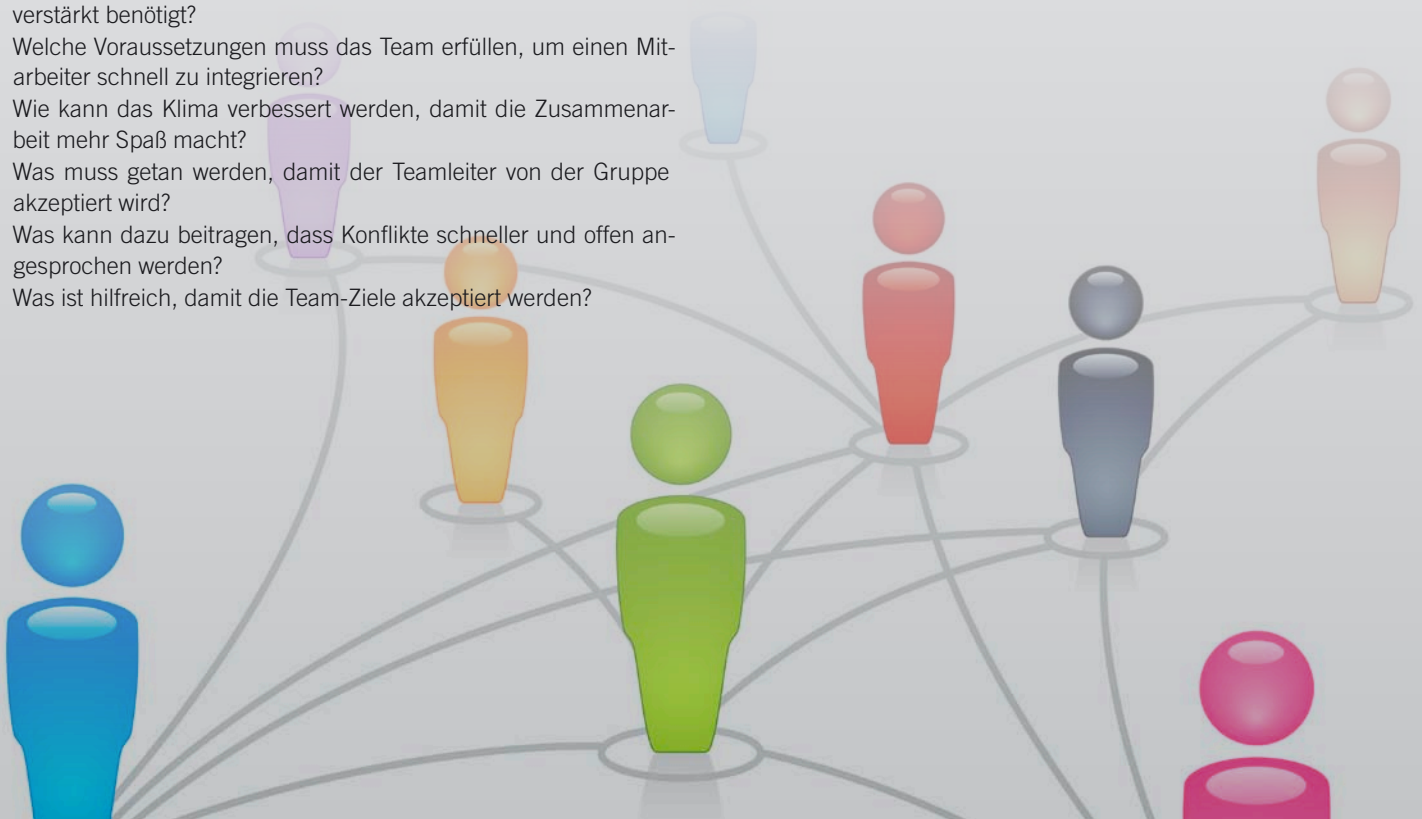 verstärkt benötigt?
Welche Voraussetzungen muss das Team erfüllen, um einen Mit-
arbeiter schnell zu integrieren?
Wie kann das Klima verbessert werden, damit die Zusammenar-
beit mehr Spaß macht?
Was muss getan werden, damit der Teamleiter von der Gruppe
akzeptiert wird?
Was kann dazu beitragen, dass Konflikte schneller und offen an-
gesprochen werden?
Was ist hilfreich, damit die Team-Ziele akzeptiert werden?